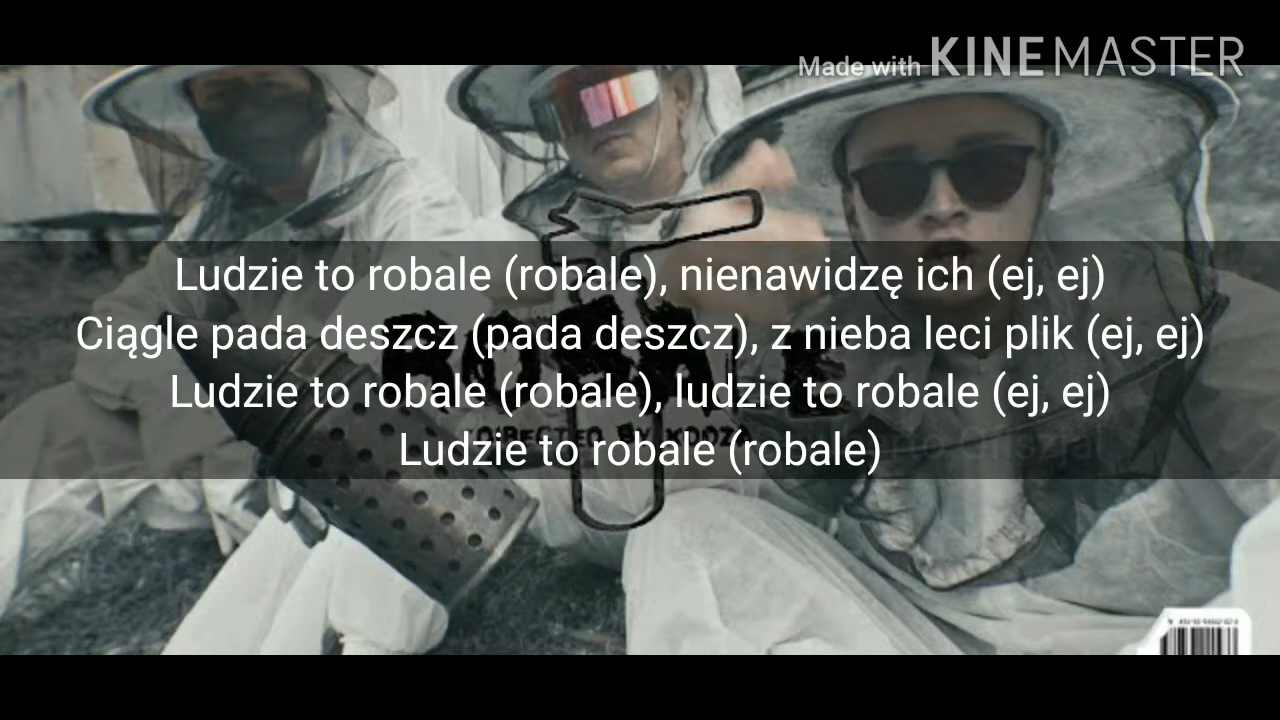 Made with KINEMASTER
Ludzie to robale (robale), nienawidzę ich (ej, ej)
Ciągle pada deszcz (pada deszcz), z nieba leci plik (ej, ej)
Ludzie to robale (robale), ludzie to robale (ej, ej)
Ludzie to robale (robale)